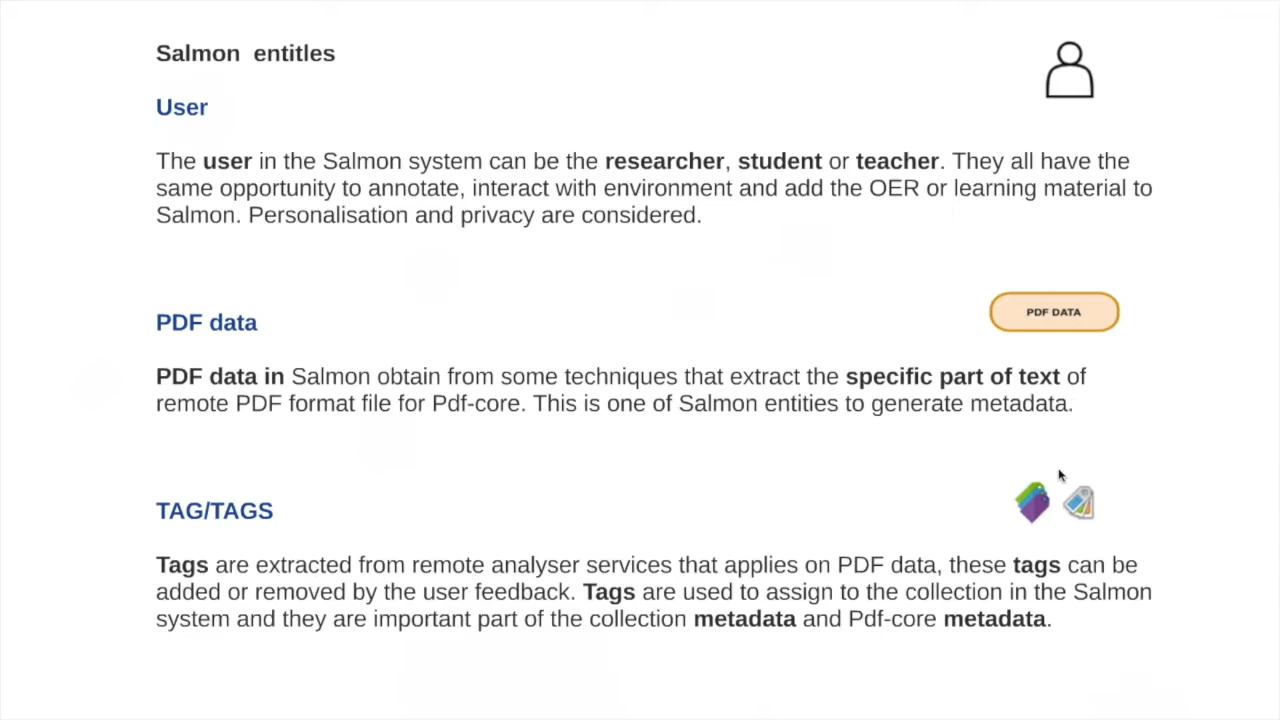 Salmon entitles
User
The user in the Salmon system can be the researcher, student or teacher. They all have the
same opportunity to annotate, interact with environment and add the OER or learning material to
Salmon. Personalisation and privacy are considered.
PDF DATA
PDF data
PDF data in Salmon obtain from some techniques that extract the specific part of text of
remote PDF format file for Pdf-core. This is one of Salmon entities to generate metadata.
TAG/TAGS
Tags are extracted from remote analyser services that applies on PDF data, these tags can be
added or removed by the user feedback. Tags are used to assign to the collection in the Salmon
system and they are important part of the collection metadata and Pdf-core metadata.